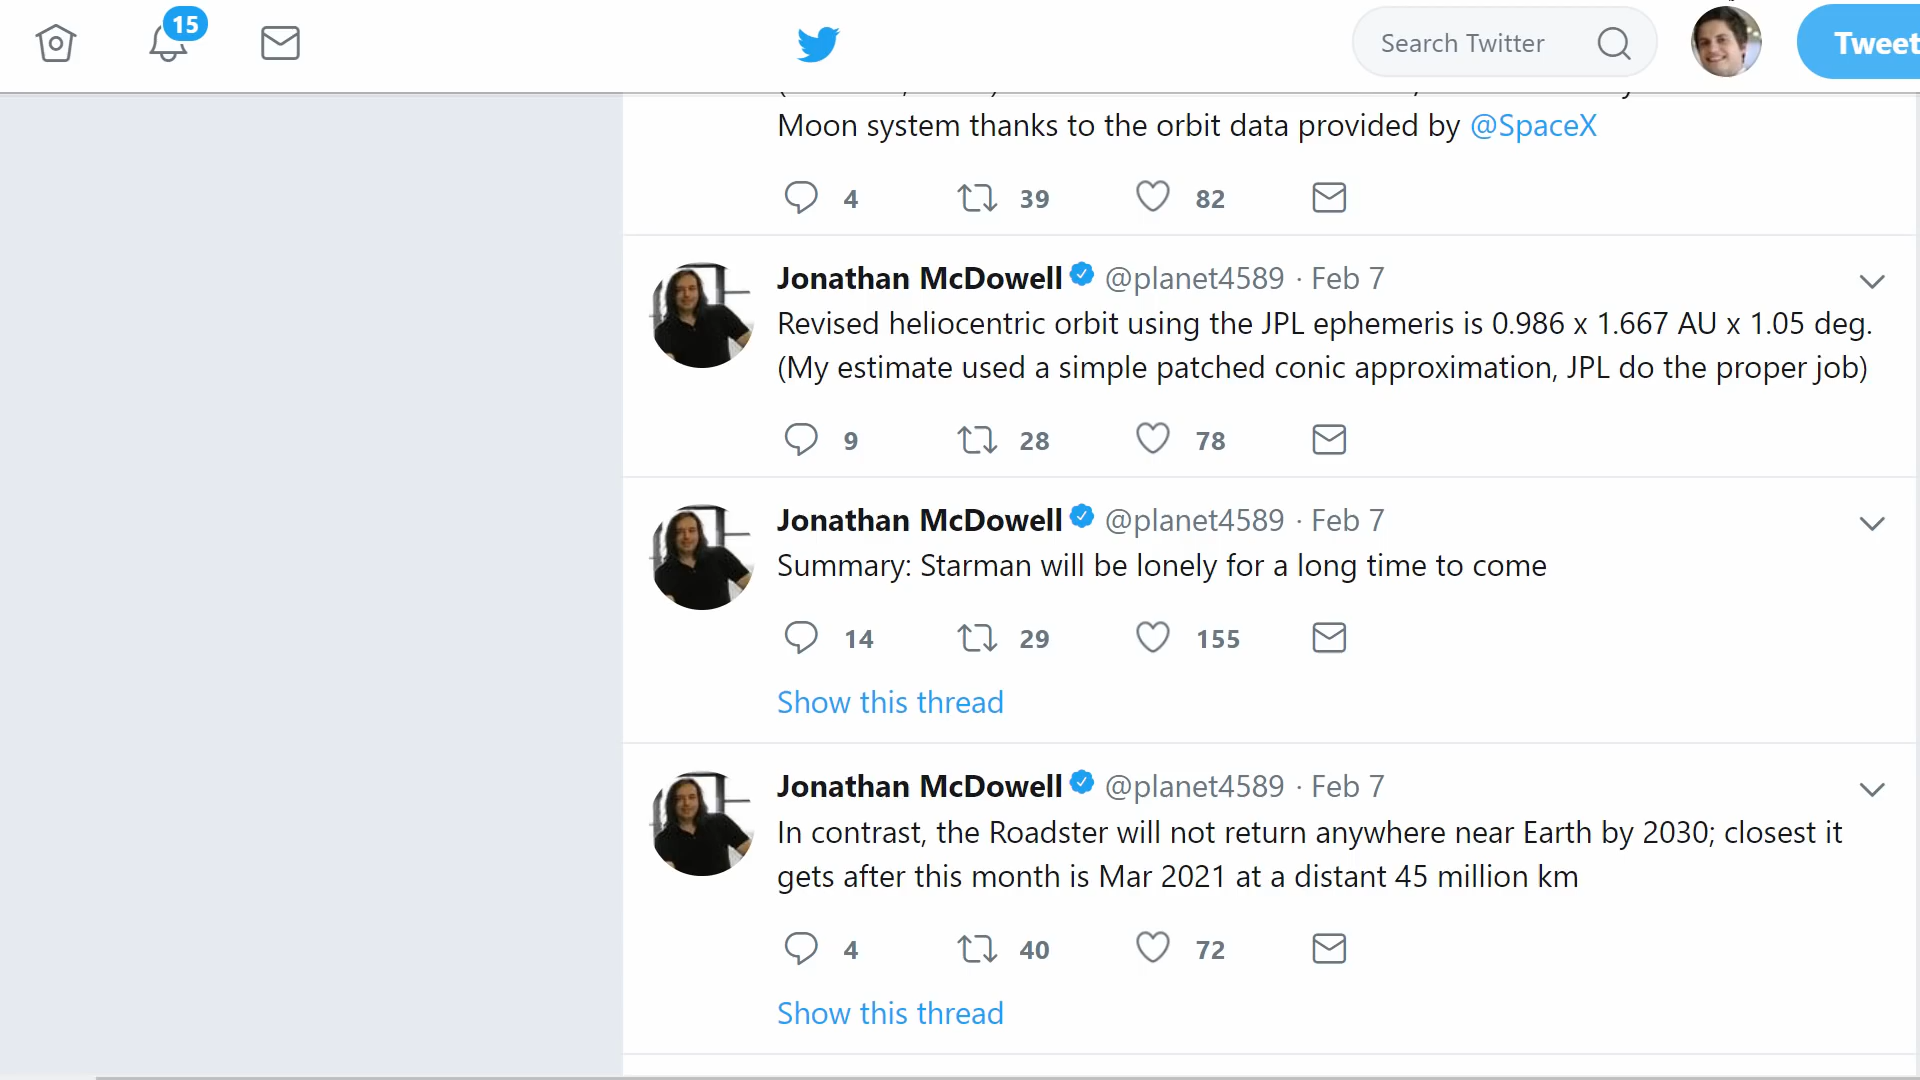 15
Search Twitter
Tweet
Moon system thanks to the orbit data provided by @SpaceX
4 39 82
Jonathan McDowell @planet4589 · Feb 7
Revised heliocentric orbit using the JPL ephemeris is 0.986 x 1.667 AU x 1.05 deg.
(My estimate used a simple patched conic approximation, JPL do the proper job)
9 28 78
Jonathan McDowell @planet4589 · Feb 7
Summary: Starman will be lonely for a long time to come
14 29 155
Show this thread
Jonathan McDowell @planet4589 · Feb 7
In contrast, the Roadster will not return anywhere near Earth by 2030; closest it
gets after this month is Mar 2021 at a distant 45 million km
4 40 72
Show this thread